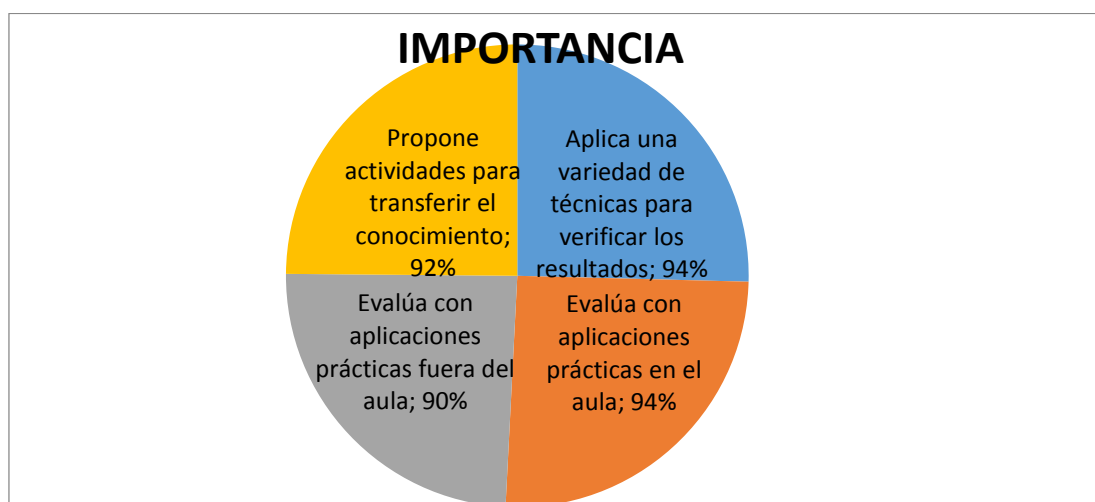 IMPORTANCIA
Propone
actividades para
transferir el
conocimiento;
92%
Aplica una
variedad de
técnicas para
verificar los
resultados; 94%
Evalúa con
aplicaciones
prácticas fuera del
aula; 90%
Evalúa con
aplicaciones
prácticas en el
aula; 94%